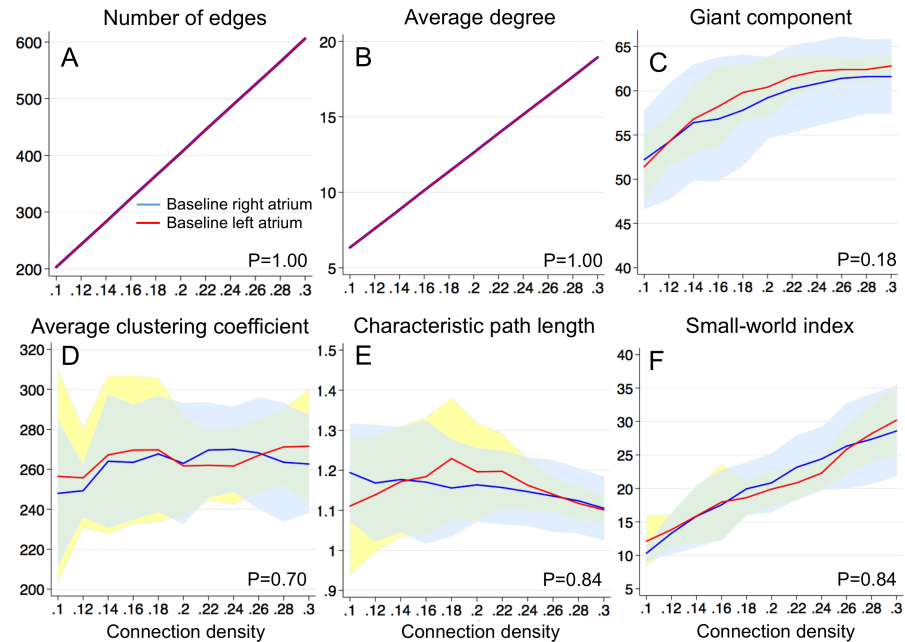 Number of edges
Average degree
Giant component
A
B
C
600
500
400
300
200
20
15
10
5
65
60
55
50
45
40
Baseline right atrium
Baseline left atrium
P=1.00
P=1.00
P=0.18
.1 .12 .14 .16 .18 .2 .22 .24 .26 .28 .3
.1 .12 .14 .16 .18 .2 .22 .24 .26 .28 .3
.1 .12 .14 .16 .18 .2 .22 .24 .26 .28 .3
Average clustering coefficient
Characteristic path length
Small-world index
D
E
F
320
300
280
260
240
220
200
1.5
1.4
1.3
1.2
1.1
1
.9
40
35
30
25
20
15
10
5
P=0.70
P=0.84
P=0.84
.1 .12 .14 .16 .18 .2 .22 .24 .26 .28 .3
.1 .12 .14 .16 .18 .2 .22 .24 .26 .28 .3
.1 .12 .14 .16 .18 .2 .22 .24 .26 .28 .3
Connection density
Connection density
Connection density